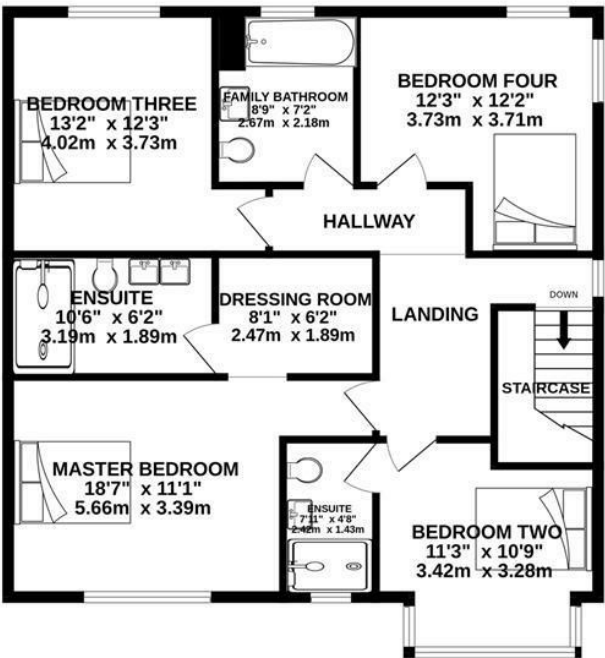 BEDROOM THREE
13'2" x 12'3"
4.02m x 3.73m
FAMILY BATHROOM
8'9" x 7'2"
2.67m x 2.18m
BEDROOM FOUR
12'3" x 12'2"
3.73m x 3.71m
HALLWAY
ENSUITE
10'6" x 6'2"
3.19m x 1.89m
DRESSING ROOM
8'1" x 6'2"
2.47m x 1.89m
LANDING
DOWN
STAIRCASE
MASTER BEDROOM
18'7" x 11'1"
5.66m x 3.39m
ENSUITE
7'11" x 4'8"
2.42m x 1.43m
BEDROOM TWO
11'3" x 10'9"
3.42m x 3.28m